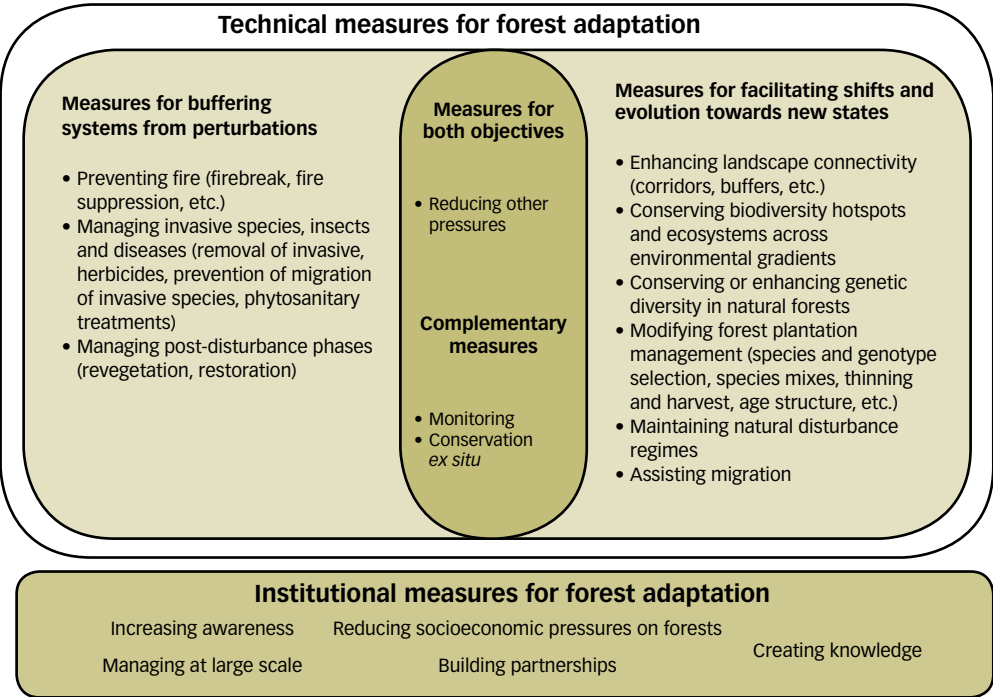 Technical measures for forest adaptation
Measures for buffering
systems from perturbations
• Preventing fire (firebreak, fire
suppression, etc.)
• Managing invasive species, insects
and diseases (removal of invasive,
herbicides, prevention of migration
of invasive species, phytosanitary
treatments)
• Managing post-disturbance phases
(revegetation, restoration)
Measures for
both objectives
• Reducing other
pressures
Complementary
measures
• Monitoring
• Conservation
ex situ
Measures for facilitating shifts and
evolution towards new states
• Enhancing landscape connectivity
(corridors, buffers, etc.)
• Conserving biodiversity hotspots
and ecosystems across
environmental gradients
• Conserving or enhancing genetic
diversity in natural forests
• Modifying forest plantation
management (species and genotype
selection, species mixes, thinning
and harvest, age structure, etc.)
• Maintaining natural disturbance
regimes
• Assisting migration
Institutional measures for forest adaptation
Increasing awareness
Reducing socioeconomic pressures on forests
Creating knowledge
Managing at large scale
Building partnerships